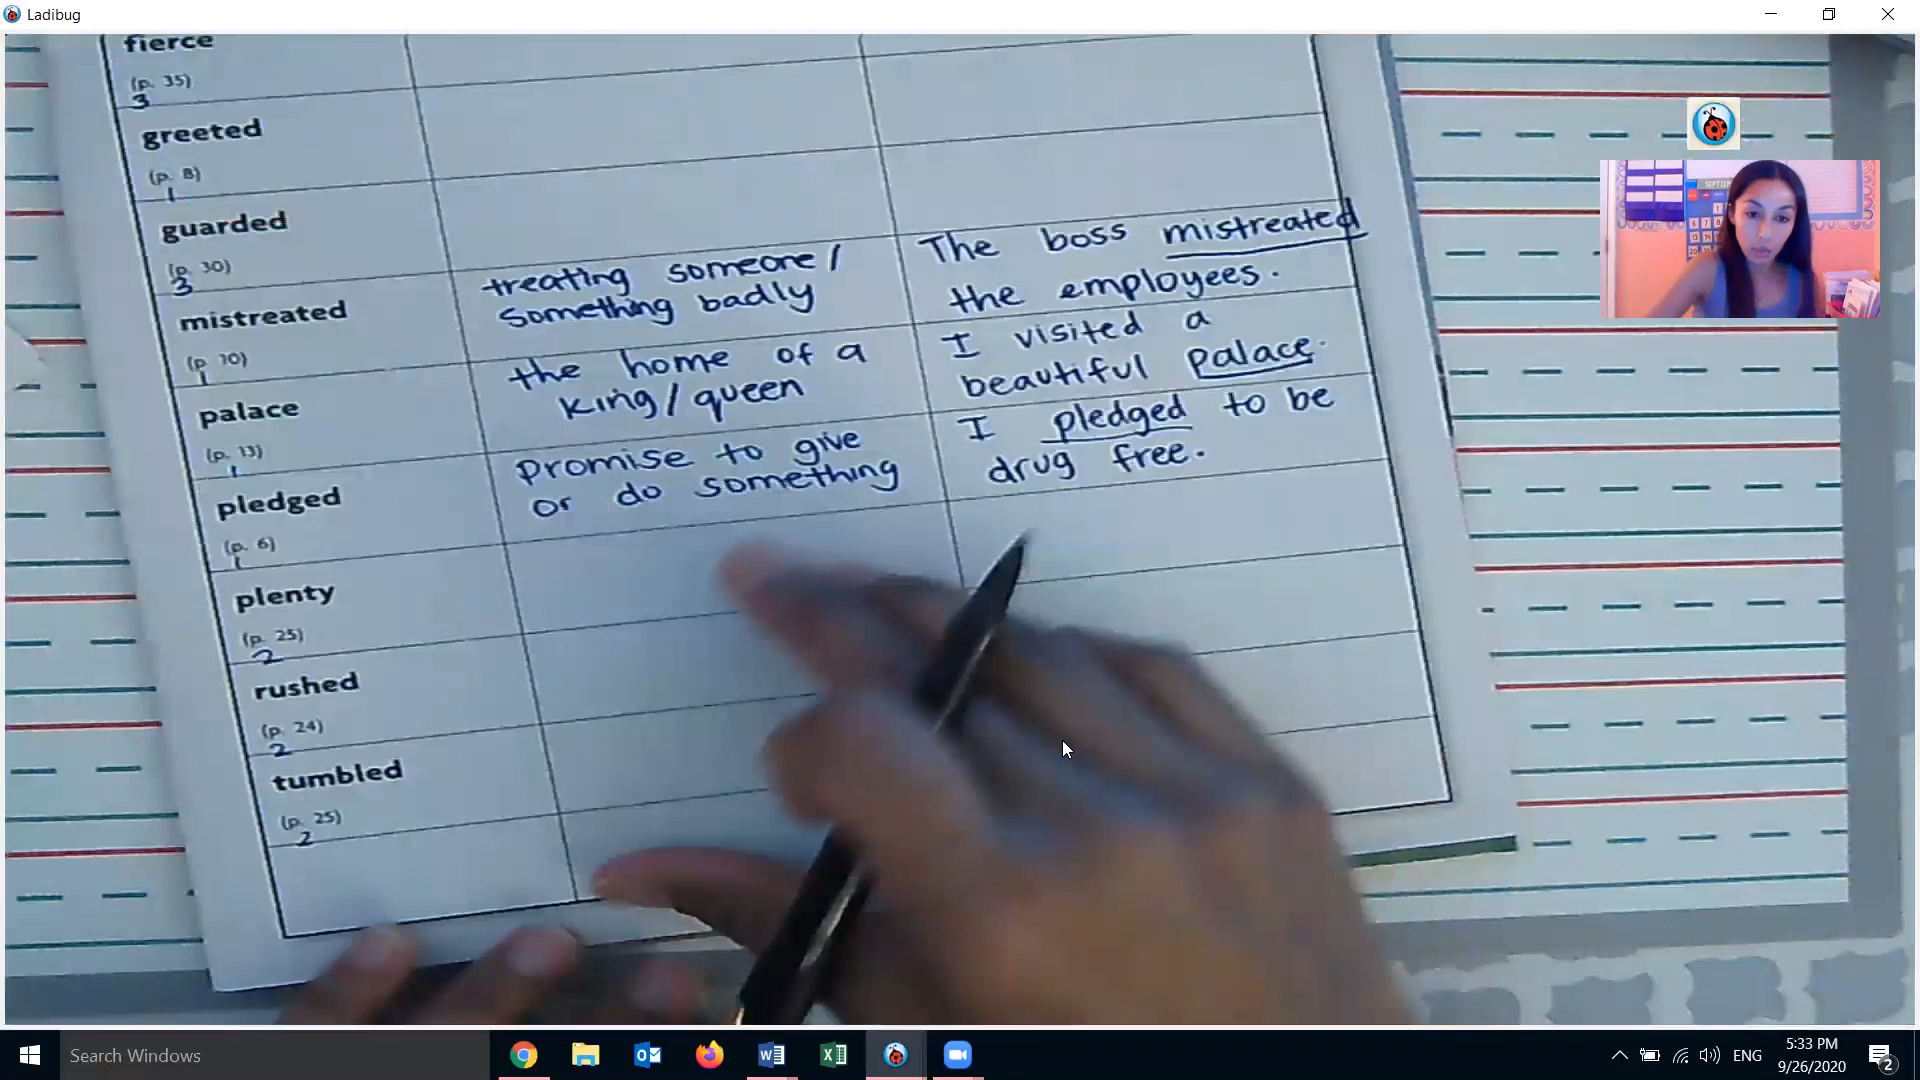 Ladibug
fierce
(p. 35)
3
greeted
(p. 8)
1
guarded
(p. 30)
3
mistreated
(p. 10)
1
treating someone/
something badly
The boss mistreated
the employees.
palace
(p. 13)
1
the home of a
king/queen
I visited a
beautiful palace.
pledged
(p. 6)
1
promise to give
or do something
I pledged to be
drug free.
plenty
(p. 25)
2
rushed
(p. 24)
2
tumbled
(p. 25)
2
Search Windows
ENG
5:33 PM
9/26/2020
2